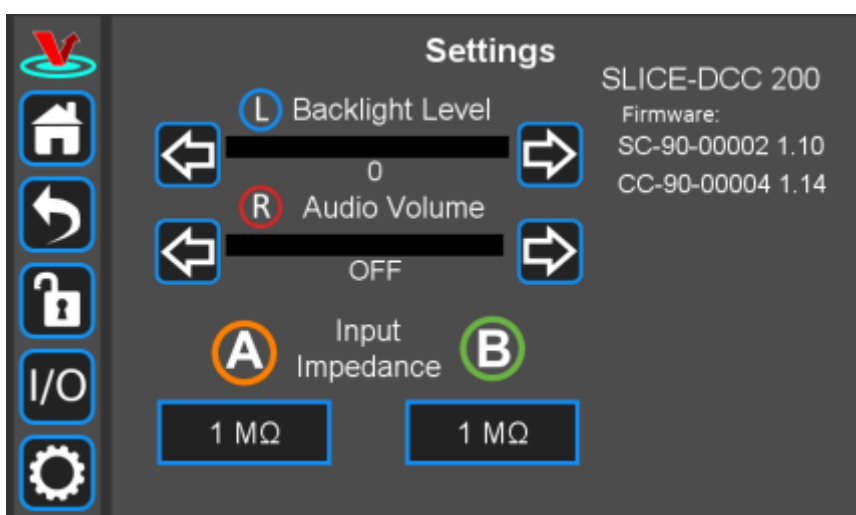 Settings
SLICE-DCC 200
Firmware:
SC-90-00002 1.10
CC-90-00004 1.14
L Backlight Level
0
R Audio Volume
OFF
A Input Impedance B
1 MΩ 1 MΩ
I/O